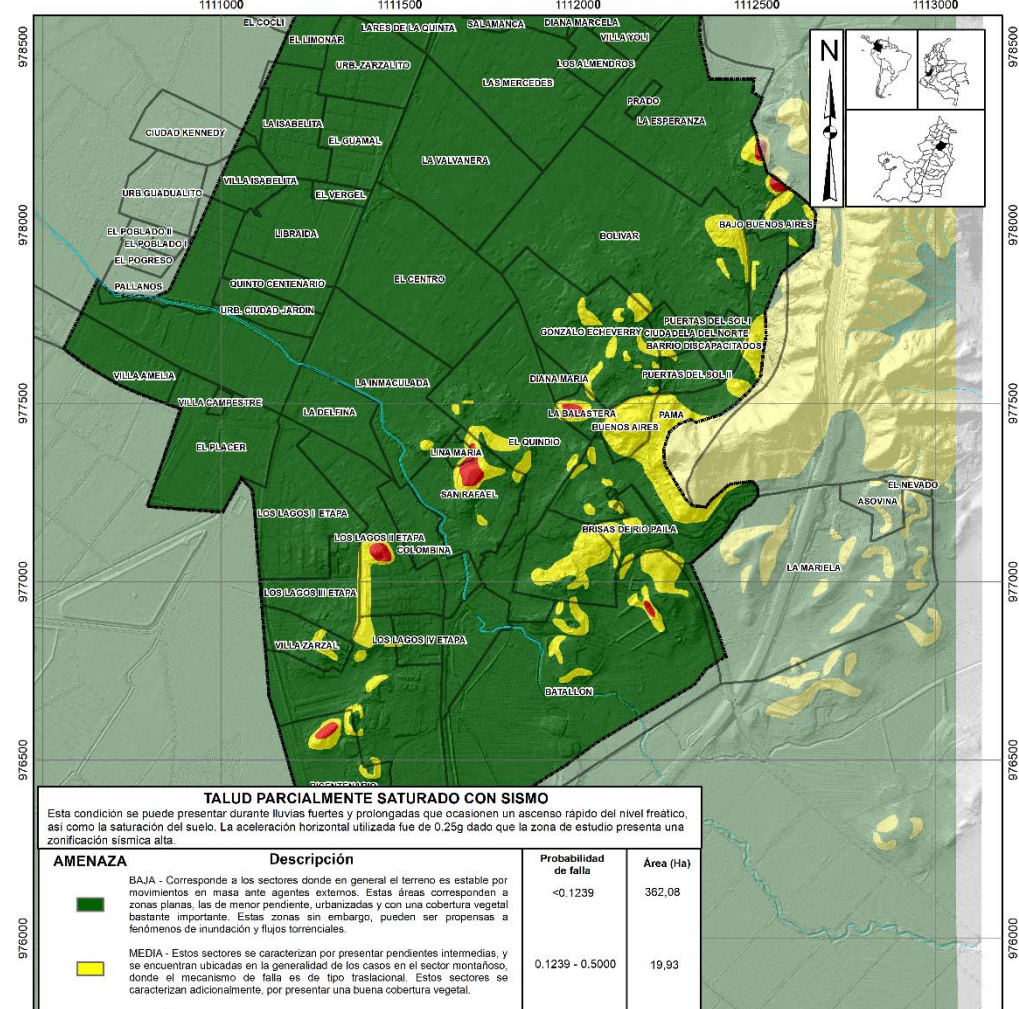 1111000 1111500 1112000 1112500 1113000
978500
978500
EL COCLI
LARES DE LA QUINTA
SALAMANCA
DIANA MARCELA
EL LIMONAR
VILLA YOLI
N
URB. ZARZALITO
LOS ALMENDROS
LAS MERCEDES
PRADO
LA ESPERANZA
CIUDAD KENNEDY
LA ISABELITA
EL GUAMAL
LA VALVANERA
VILLA ISABELITA
URB.GUADUALITO
EL VERGEL
978000
978000
BAJO BUENOS AIRES
EL POBLADO II
LIBRAIDA
BOLIVAR
EL POBLADO I
EL POGRESO
EL CENTRO
PALLANOS
QUINTO CENTENARIO
URB. CIUDAD JARDIN
PUERTAS DEL SOL I
GONZALO ECHEVERRY
CIUDADELA DEL NORTE
BARRIO DISCAPACITADOS
VILLA AMELIA
LA INMACULADA
DIANA MARIA
PUERTAS DEL SOL II
977500
977500
VILLA CAMPESTRE
LA DELFINA
LA BALASTERA
PAMA
BUENOS AIRES
EL PLACER
EL QUINDIO
LINA MARIA
SAN RAFAEL
EL NEVADO
ASOVINA
LOS LAGOS I ETAPA
BRISAS DE RIO PAILA
LOS LAGOS II ETAPA
COLOMBINA
LA MARIELA
977000
977000
LOS LAGOS III ETAPA
VILLA ZARZAL
LOS LAGOS IV ETAPA
BATALLON
976500
976500
BICENTENARIO
TALUD PARCIALMENTE SATURADO CON SISMO
Esta condición se puede presentar durante lluvias fuertes y prolongadas que ocasionen un ascenso rápido del nivel freático,
así como la saturación del suelo. La aceleración horizontal utilizada fue de 0.25g dado que la zona de estudio presenta una
zonificación sísmica alta.
AMENAZA
Descripción
Probabilidad
de falla
Área (Ha)
BAJA - Corresponde a los sectores donde en general el terreno es estable por
movimientos en masa ante agentes externos. Estas áreas corresponden a
zonas planas, las de menor pendiente, urbanizadas y con una cobertura vegetal
bastante importante. Estas zonas sin embargo, pueden ser propensas a
fenómenos de inundación y flujos torrenciales.
<0.1239
362,08
976000
976000
MEDIA - Estos sectores se caracterizan por presentar pendientes intermedias, y
se encuentran ubicadas en la generalidad de los casos en el sector montañoso,
donde el mecanismo de falla es de tipo traslacional. Estos sectores se
caracterizan adicionalmente, por presentar una buena cobertura vegetal.
0.1239 - 0.5000
19,93